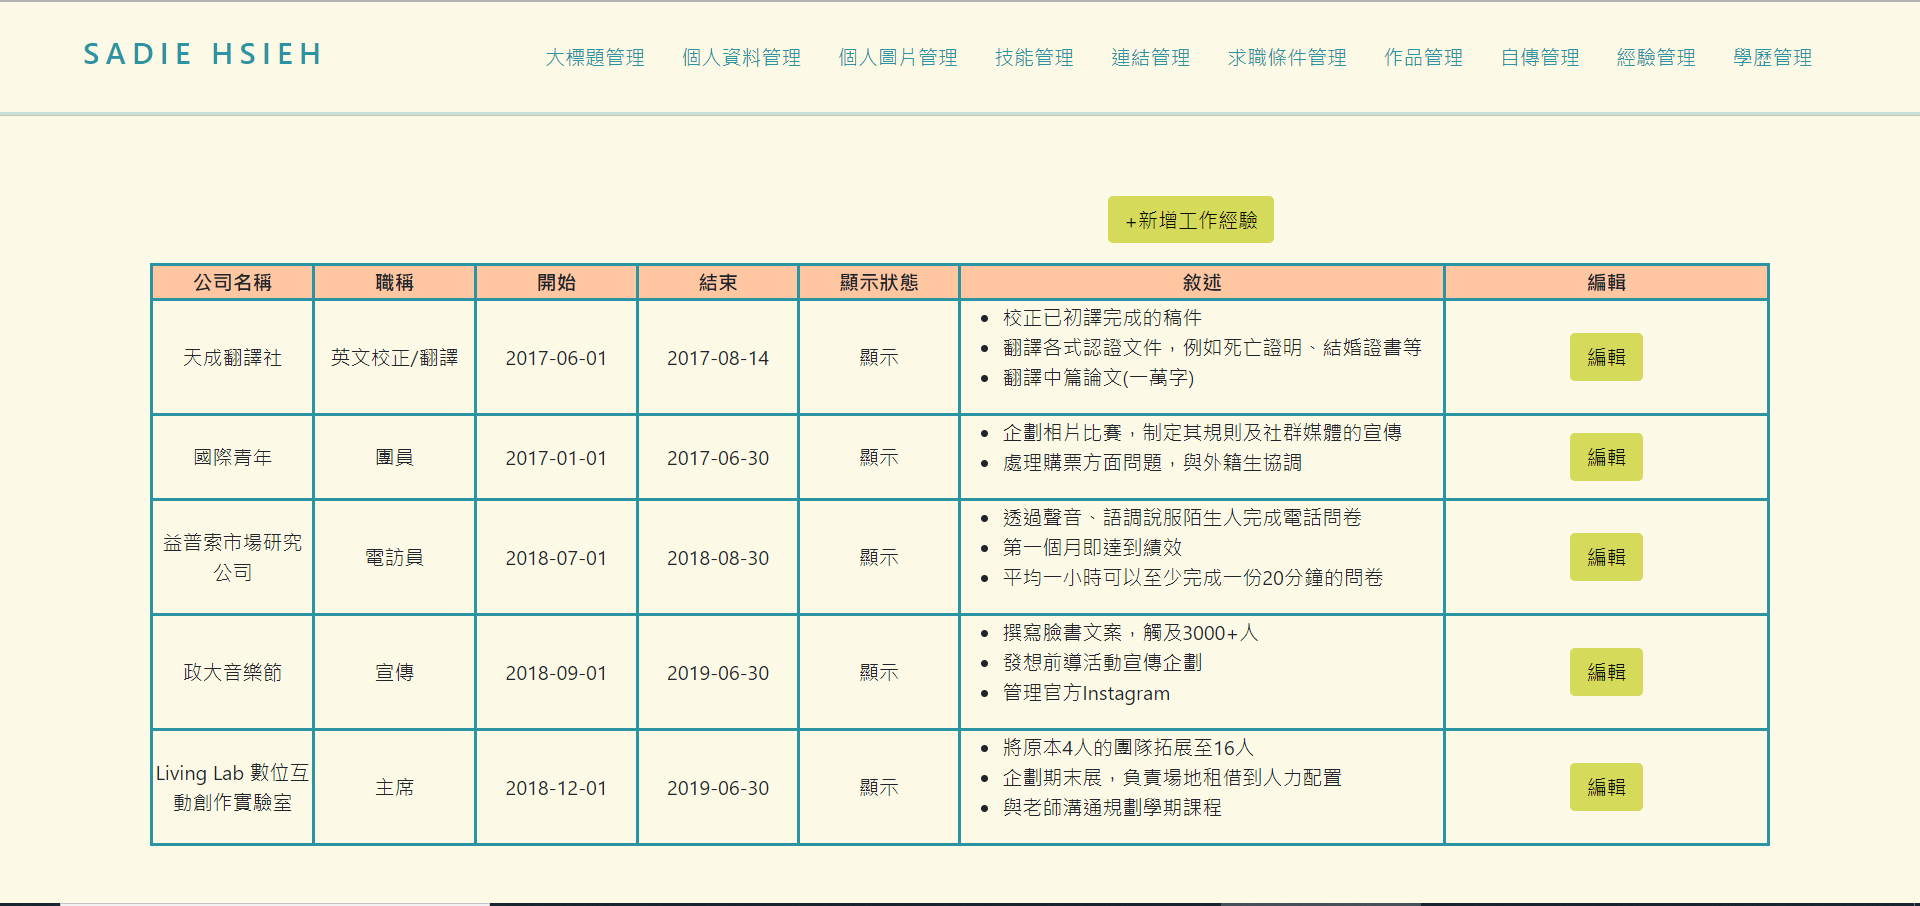 SADIE HSIEH
大標題管理 個人資料管理 個人圖片管理 技能管理 連結管理 求職條件管理 作品管理 自傳管理 經驗管理 學歷管理
+新增工作經驗
公司名稱 職稱 開始 結束 顯示狀態 敘述 編輯
天成翻譯社 英文校正/翻譯 2017-06-01 2017-08-14 顯示
校正已初譯完成的稿件
翻譯各式認證文件，例如死亡證明、結婚證書等
翻譯中篇論文(一萬字)
編輯
國際青年 團員 2017-01-01 2017-06-30 顯示
企劃相片比賽，制定其規則及社群媒體的宣傳
處理購票方面問題，與外籍生協調
編輯
益普索市場研究
公司
電訪員 2018-07-01 2018-08-30 顯示
透過聲音、語調說服陌生人完成電話問卷
第一個月即達到績效
平均一小時可以至少完成一份20分鐘的問卷
編輯
政大音樂節 宣傳 2018-09-01 2019-06-30 顯示
撰寫臉書文案，觸及3000+人
發想前導活動宣傳企劃
管理官方Instagram
編輯
Living Lab 數位互
動創作實驗室
主席 2018-12-01 2019-06-30 顯示
將原本4人的團隊拓展至16人
企劃期末展，負責場地租借到人力配置
與老師溝通規劃學期課程
編輯